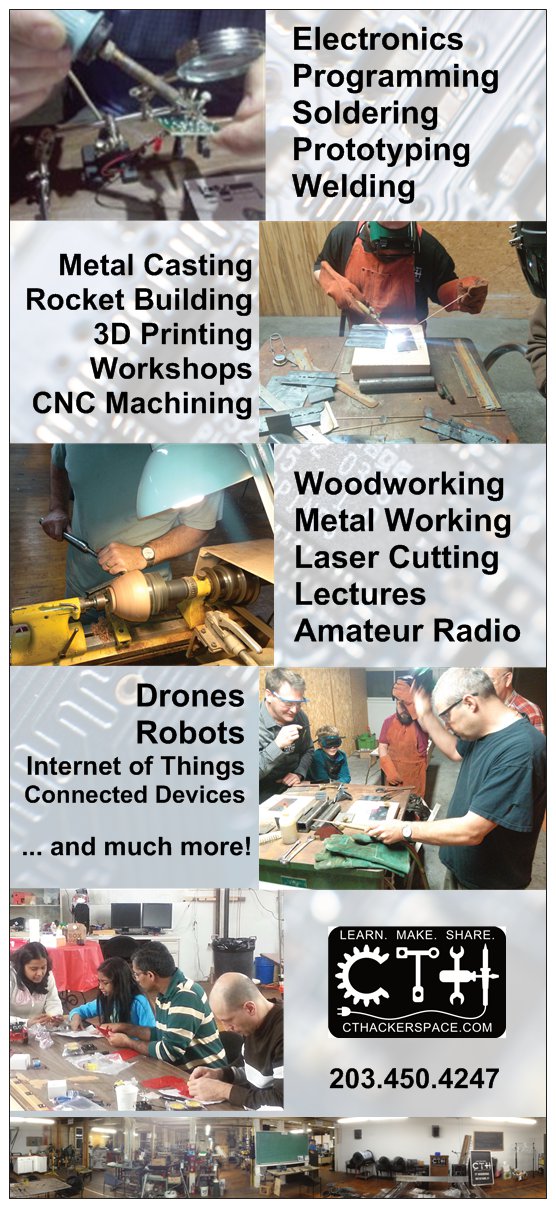 Electronics
Programming
Soldering
Prototyping
Welding
Metal Casting
Rocket Building
3D Printing
Workshops
CNC Machining
Woodworking
Metal Working
Laser Cutting
Lectures
Amateur Radio
Drones
Robots
Internet of Things
Connected Devices
... and much more!
LEARN. MAKE. SHARE.
CTH
CTHACKERSPACE.COM
203.450.4247
CTH